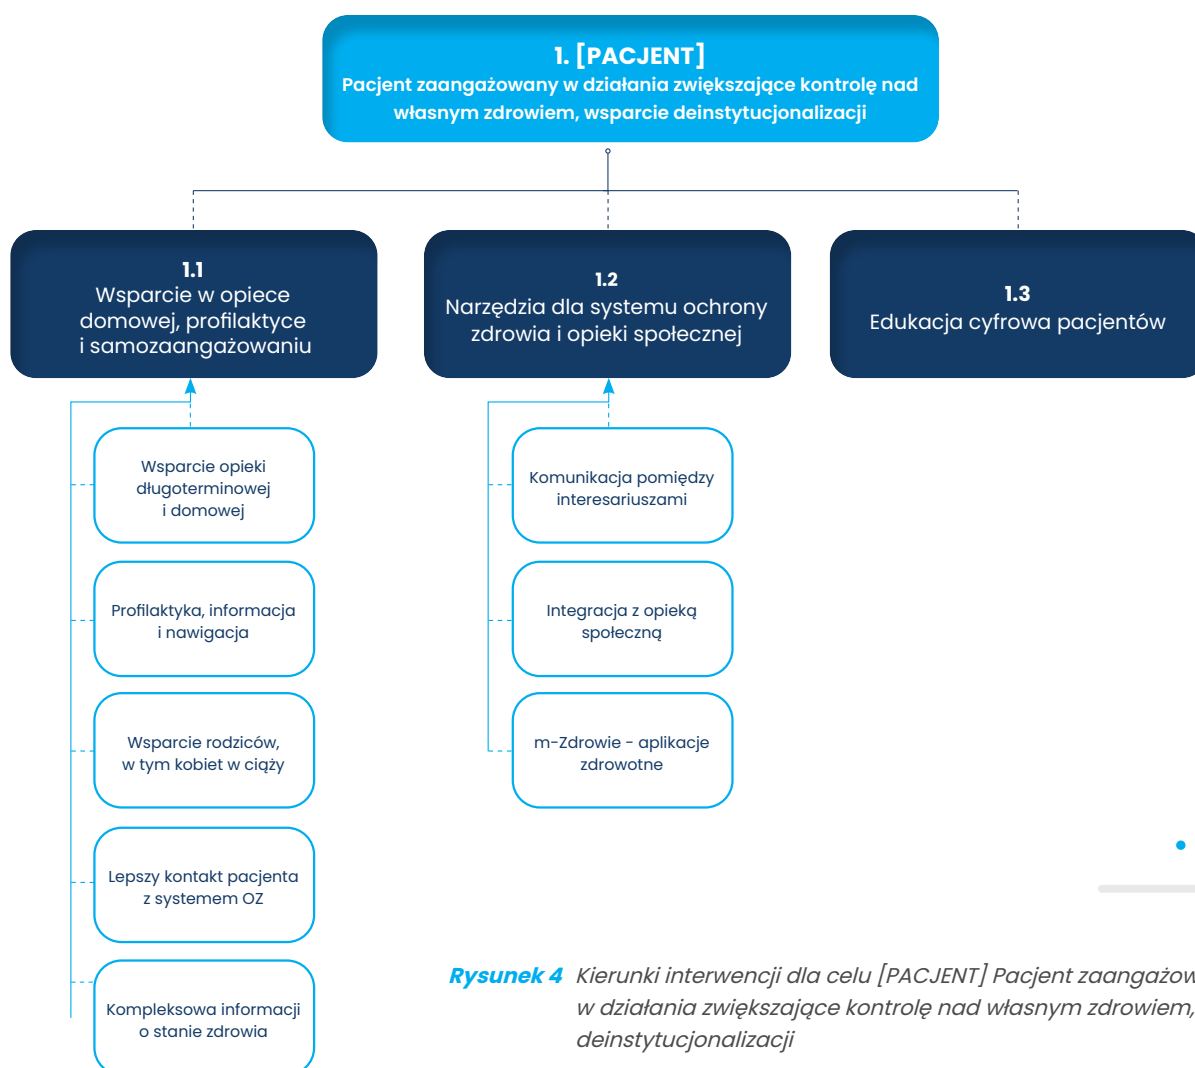 1. [PACJENT]
Pacjent zaangażowany w działania zwiększające kontrolę nad
własnym zdrowiem, wsparcie deinstytucjonalizacji
1.1
Wsparcie w opiece
domowej, profilaktyce
i samozaangażowaniu
1.2
Narzędzia dla systemu ochrony
zdrowia i opieki społecznej
1.3
Edukacja cyfrowa pacjentów
Wsparcie opieki
długoterminowej
i domowej
Profilaktyka, informacja
i nawigacja
Wsparcie rodziców,
w tym kobiet w ciąży
Lepszy kontakt pacjenta
z systemem OZ
Kompleksowa informacji
o stanie zdrowia
Komunikacja pomiędzy
interesariuszami
Integracja z opieką
społeczną
m-Zdrowie - aplikacje
zdrowotne
Rysunek 4 Kierunki interwencji dla celu [PACJENT] Pacjent
w działania zwiększające kontrolę nad własnym zdrowiem,
deinstytucjonalizacji